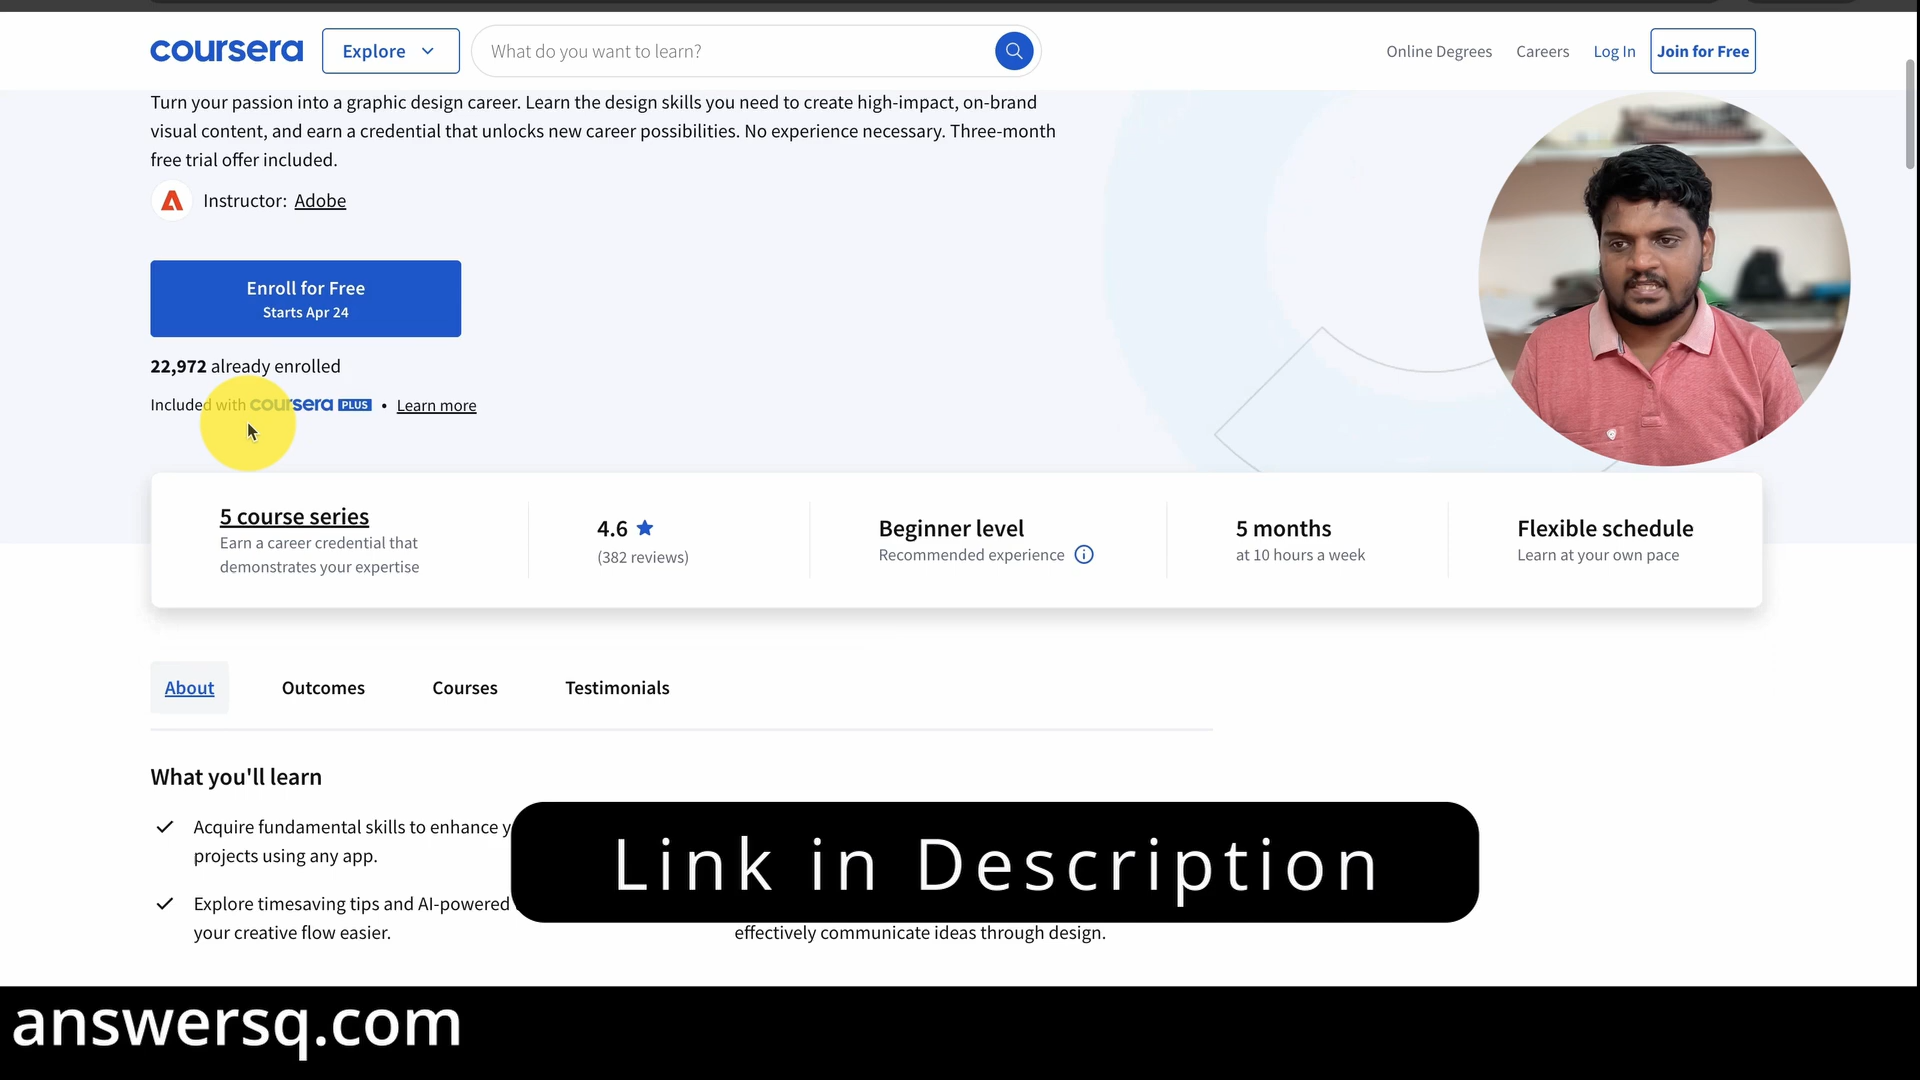 coursera
Explore
What do you want to learn?
Online Degrees
Careers
Log In
Join for Free
Turn your passion into a graphic design career. Learn the design skills you need to create high-impact, on-brand
visual content, and earn a credential that unlocks new career possibilities. No experience necessary. Three-month
free trial offer included.
Instructor: Adobe
Enroll for Free
Starts Apr 24
22,972 already enrolled
Included with coursera PLUS • Learn more
5 course series
Earn a career credential that
demonstrates your expertise
4.6
(382 reviews)
Beginner level
Recommended experience
5 months
at 10 hours a week
Flexible schedule
Learn at your own pace
About
Outcomes
Courses
Testimonials
What you'll learn
Acquire fundamental skills to enhance
projects using any app.
Explore timesaving tips and AI-powered
your creative flow easier.
effectively communicate ideas through design.
Link in Description
answersq.com